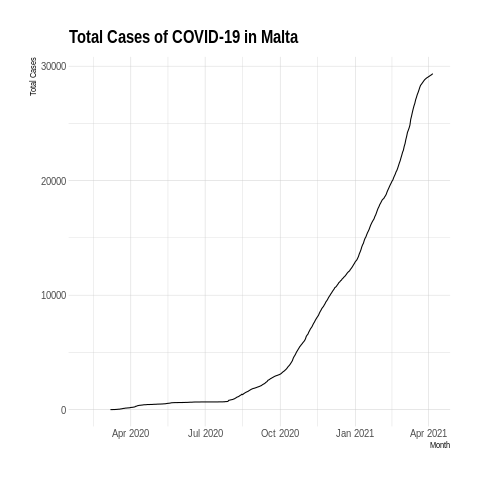 Total Cases of COVID-19 in Malta
Total Cases
30000
20000
10000
0
Apr 2020 Jul 2020 Oct 2020 Jan 2021 Apr 2021
Month